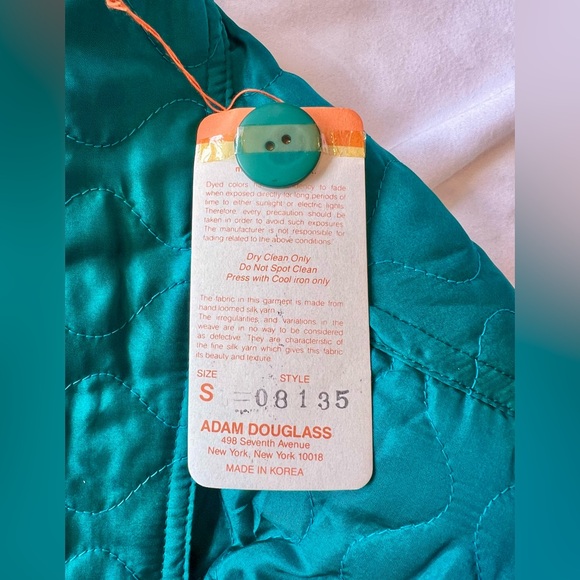 Dyed colors to fade
when exposed directly for long periods of
time to either sunlight or electric lights.
Therefore every precaution should be
taken in order to avoid such exposures.
The manufacturer is not responsible for
fading related to the above conditions.
Dry Clean Only
Do Not Spot Clean
Press with Cool iron only
The fabric in this garment is made from
hand loomed silk yarn.
The irregularities and variations in the
weave are in no way to be considered
as defective. They are characteristic of
the fine silk yarn which gives this fabric
its beauty and texture.
SIZE STYLE
S 08135
ADAM DOUGLASS
498 Seventh Avenue
New York, New York 10018
MADE IN KOREA